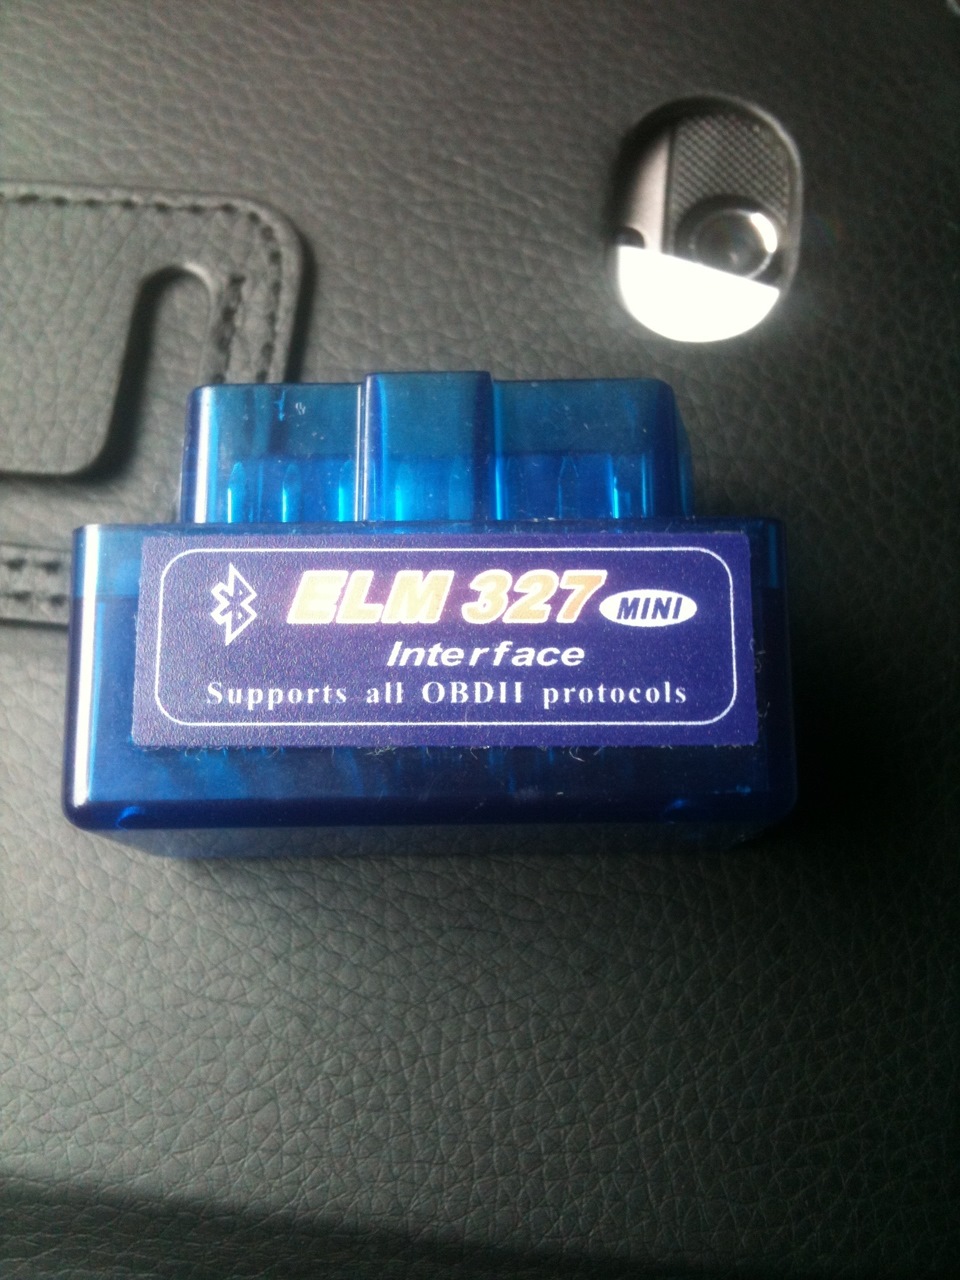 ELM 327 MINI
Interface
Supports all OBDII protocols